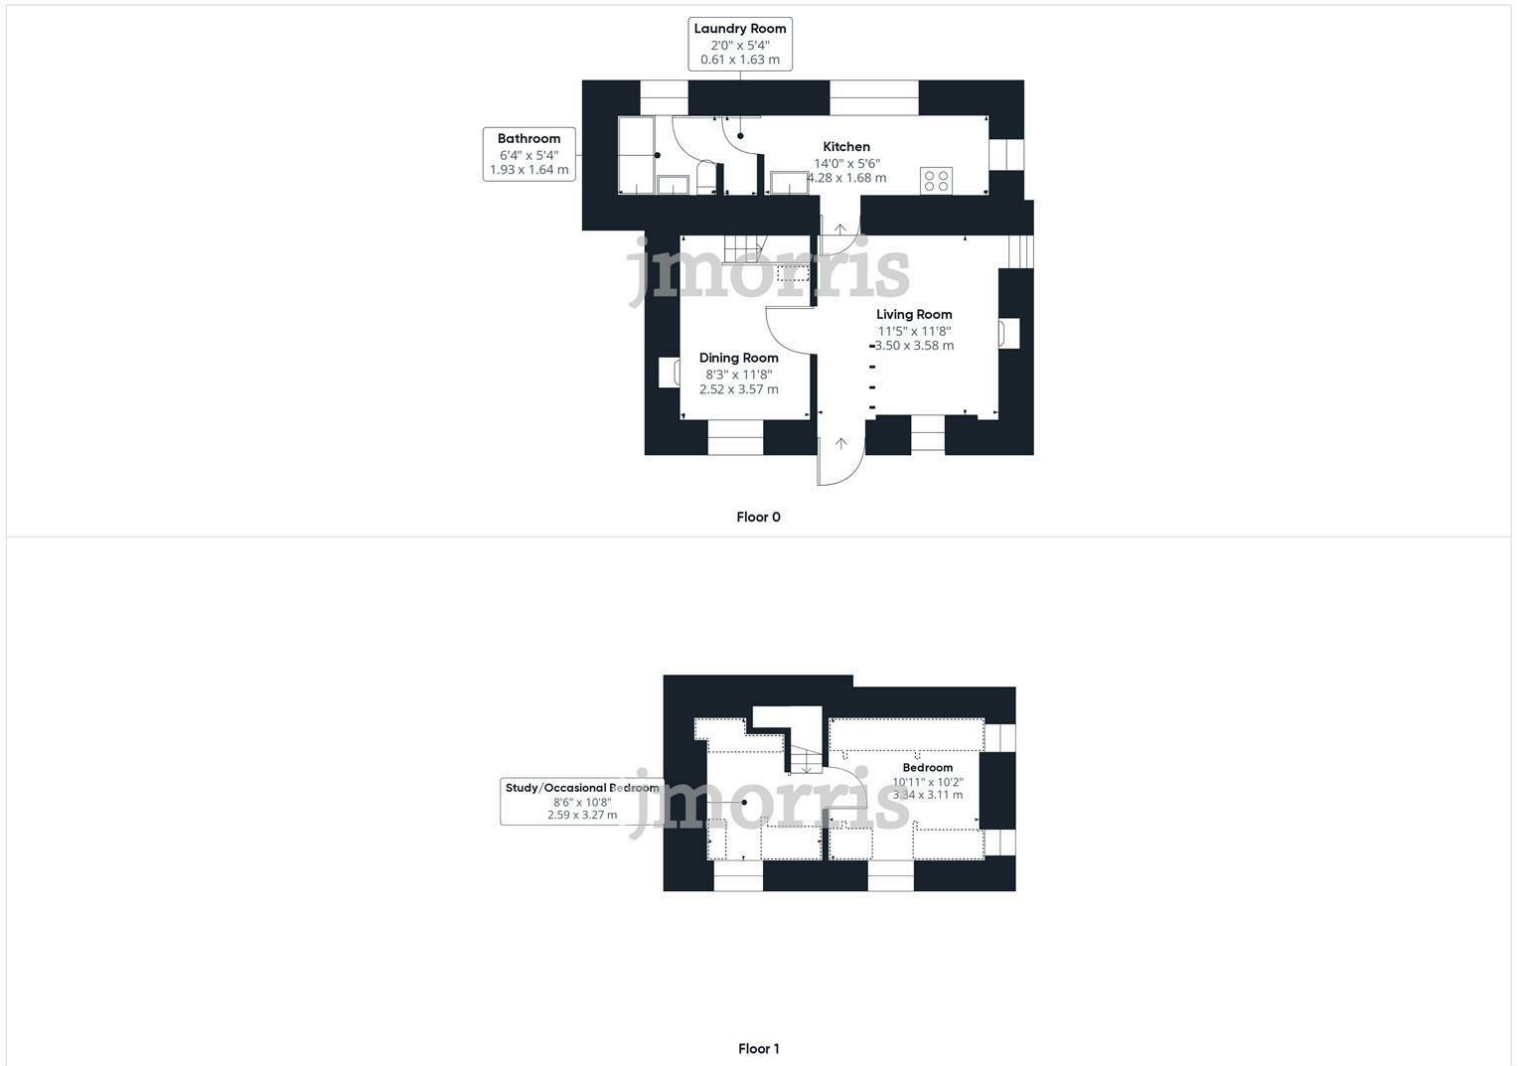 Laundry Room
2'0" x 5'4"
0.61 x 1.63 m
Bathroom
6'4" x 5'4"
1.93 x 1.64 m
Kitchen
14'0" x 5'6"
4.28 x 1.68 m
jmorris
Living Room
11'5" x 11'8"
3.50 x 3.58 m
Dining Room
8'3" x 11'8"
2.52 x 3.57 m
Floor 0
Bedroom
10'11" x 10'2"
3.34 x 3.11 m
Study/Occasional Bedroom
8'6" x 10'8"
2.59 x 3.27 m
jmorris
Floor 1